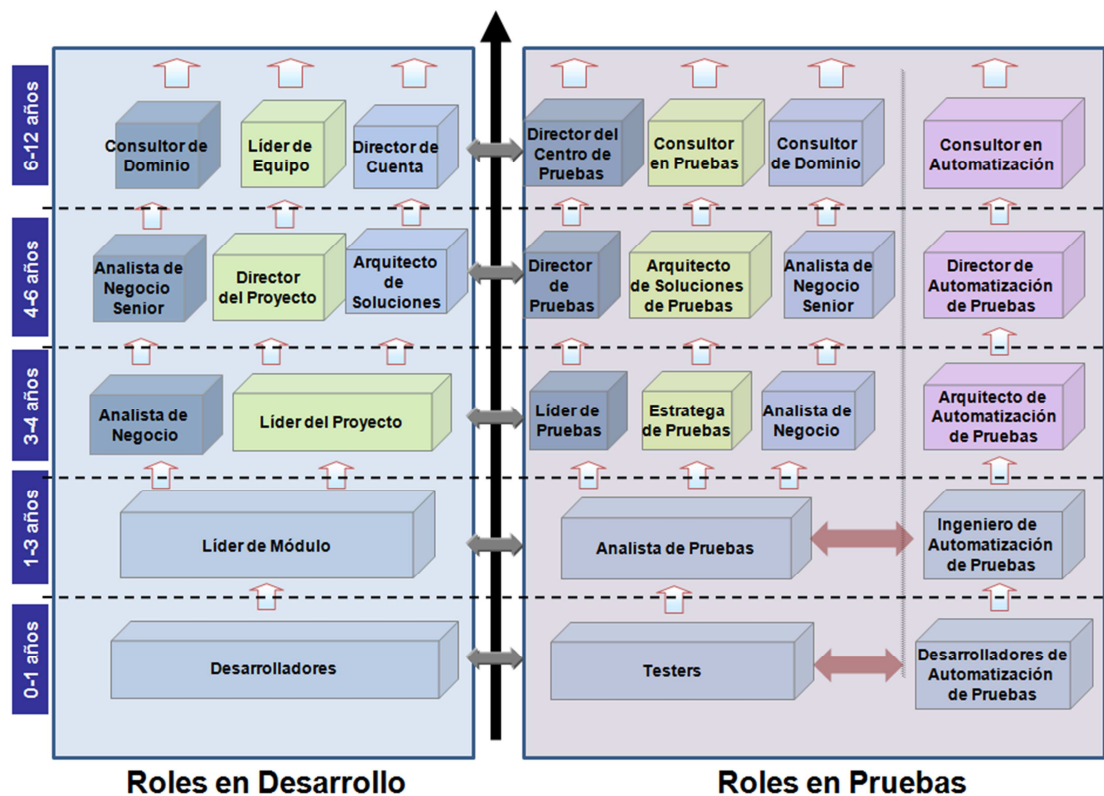 6-12 años
Consultor de
Dominio
Líder de
Equipo
Director de
Cuenta
Director del
Centro de
Pruebas
Consultor
en Pruebas
Consultor
de Dominio
Consultor en
Automatización
4-6 años
Analista de
Negocio
Senior
Director
del Proyecto
Arquitecto
de
Soluciones
Director
de
Pruebas
Arquitecto
de Soluciones
de Pruebas
Analista de
Negocio
Senior
Director de
Automatización
de Pruebas
3-4 años
Analista de
Negocio
Líder del Proyecto
Líder de
Pruebas
Estratega
de Pruebas
Analista de
Negocio
Arquitecto de
Automatización
de Pruebas
1-3 años
Líder de Módulo
Analista de Pruebas
Ingeniero de
Automatización
de Pruebas
0-1 años
Desarrolladores
Testers
Desarrolladores de
Automatización
de Pruebas
Roles en Desarrollo
Roles en Pruebas